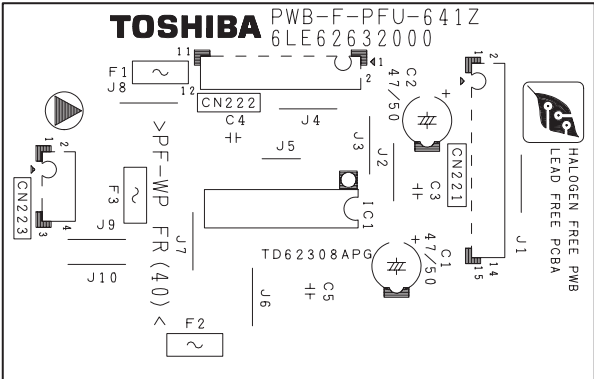 TOSHIBA PWB-F-PFU-641Z
6LE62632000
11
1
F1
12
2
J8
CN222
C4
J4
C2
47/50
+
1
2
J5
J3
J2
1
2
CN223
3
4
F3
>PF-WP FR(40)<
C3
CN221
IC1
J9
J7
TD62308APG
+
C1
47/50
J10
J6
C5
15
14
J1
F2
HALOGEN FREE PWB
LEAD FREE PCBA